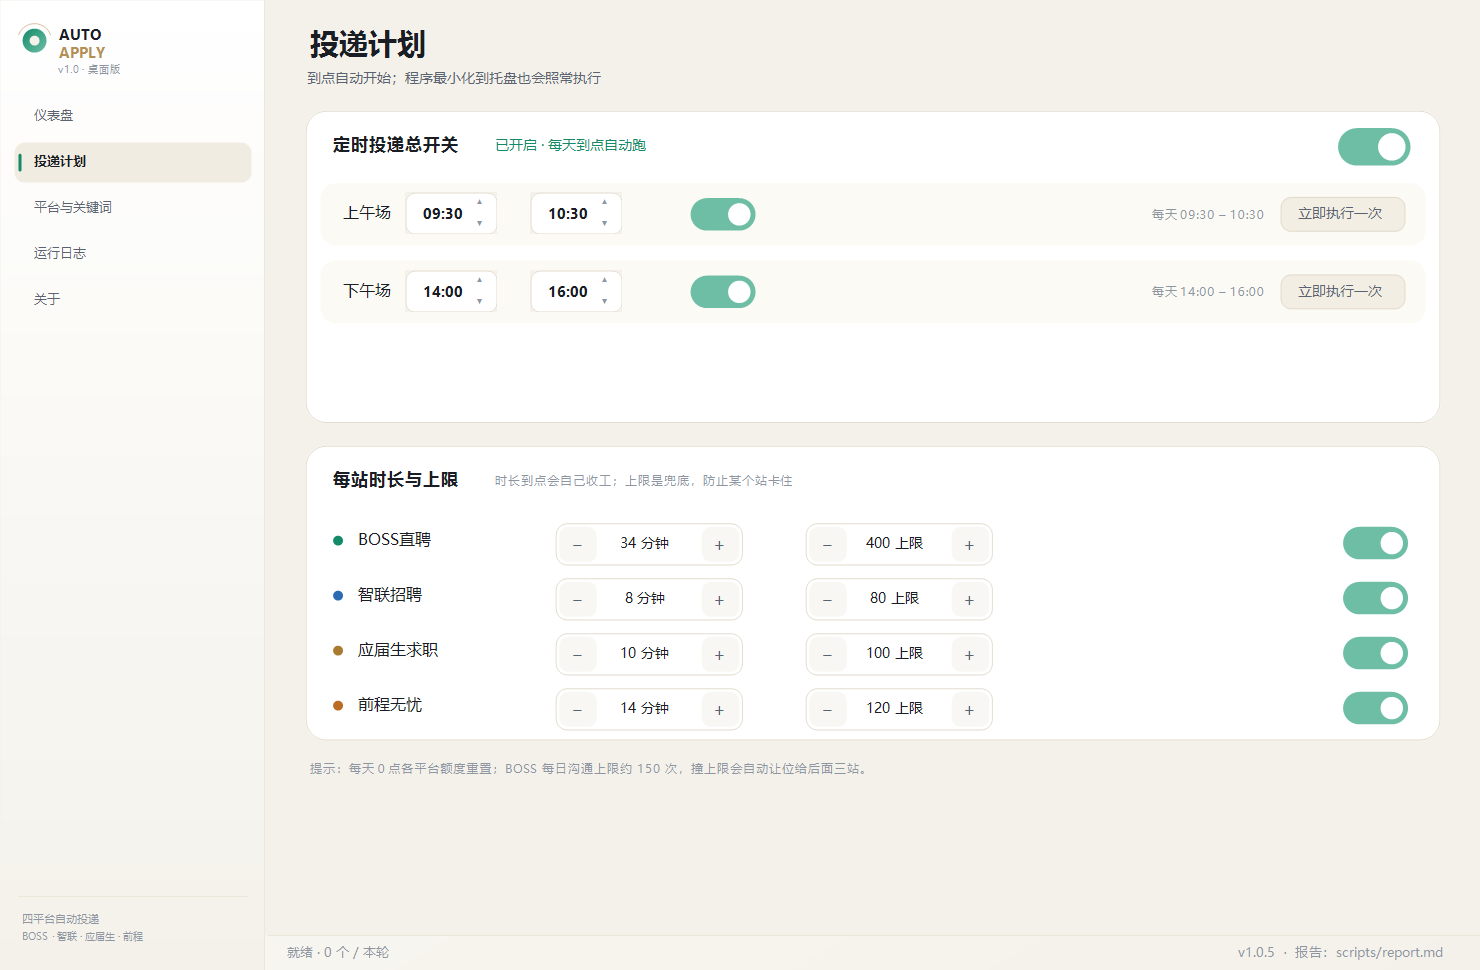 AUTO
APPLY
v1.0 · 桌面版
仪表盘
投递计划
平台与关键词
运行日志
关于
四平台自动投递
BOSS · 智联 · 应届生 · 前程
投递计划
到点自动开始；程序最小化到托盘也会照常执行
定时投递总开关 已开启 · 每天到点自动跑
上午场 09:30 10:30 每天 09:30 – 10:30 立即执行一次
下午场 14:00 16:00 每天 14:00 – 16:00 立即执行一次
每站时长与上限 时长到点会自己收工；上限是兜底，防止某个站卡住
BOSS直聘 – 34 分钟 + – 400 上限 +
智联招聘 – 8 分钟 + – 80 上限 +
应届生求职 – 10 分钟 + – 100 上限 +
前程无忧 – 14 分钟 + – 120 上限 +
提示：每天 0 点各平台额度重置；BOSS 每日沟通上限约 150 次，撞上限会自动让位给后面三站。
就绪 · 0 个 / 本轮 v1.0.5 · 报告：scripts/report.md